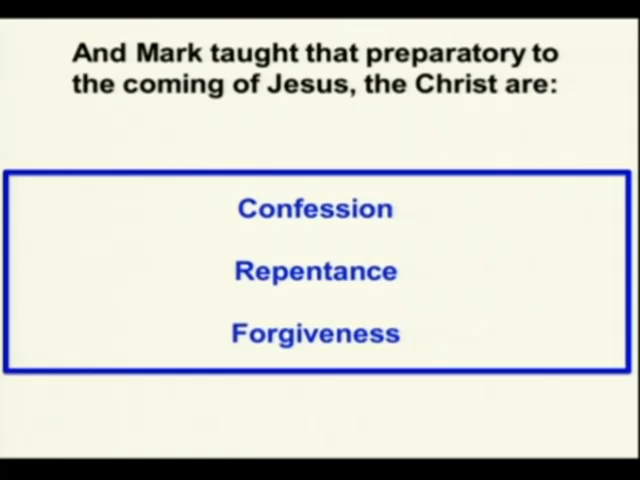 And Mark taught that preparatory to
the coming of Jesus, the Christ are:
Confession
Repentance
Forgiveness